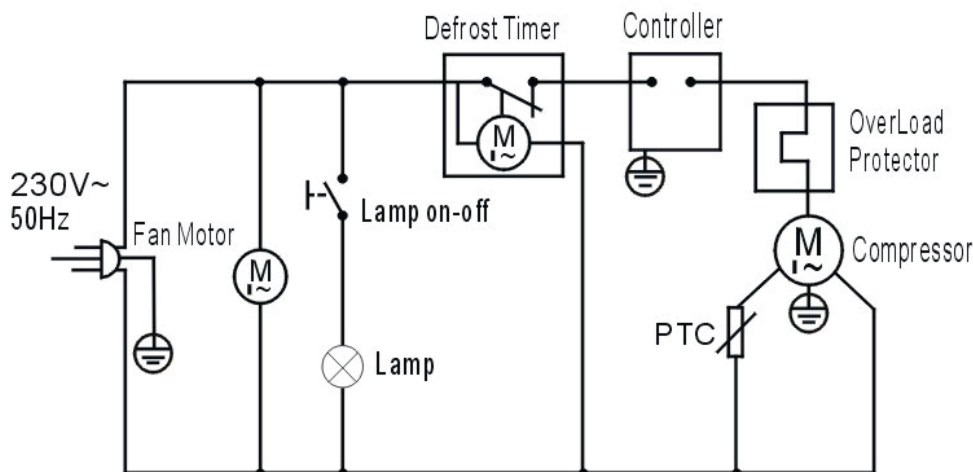 Defrost Timer
Controller
M
~
OverLoad
Protector
230V~
50Hz
Fan Motor
M
~
Lamp on-off
M
~
Compressor
PTC
Lamp